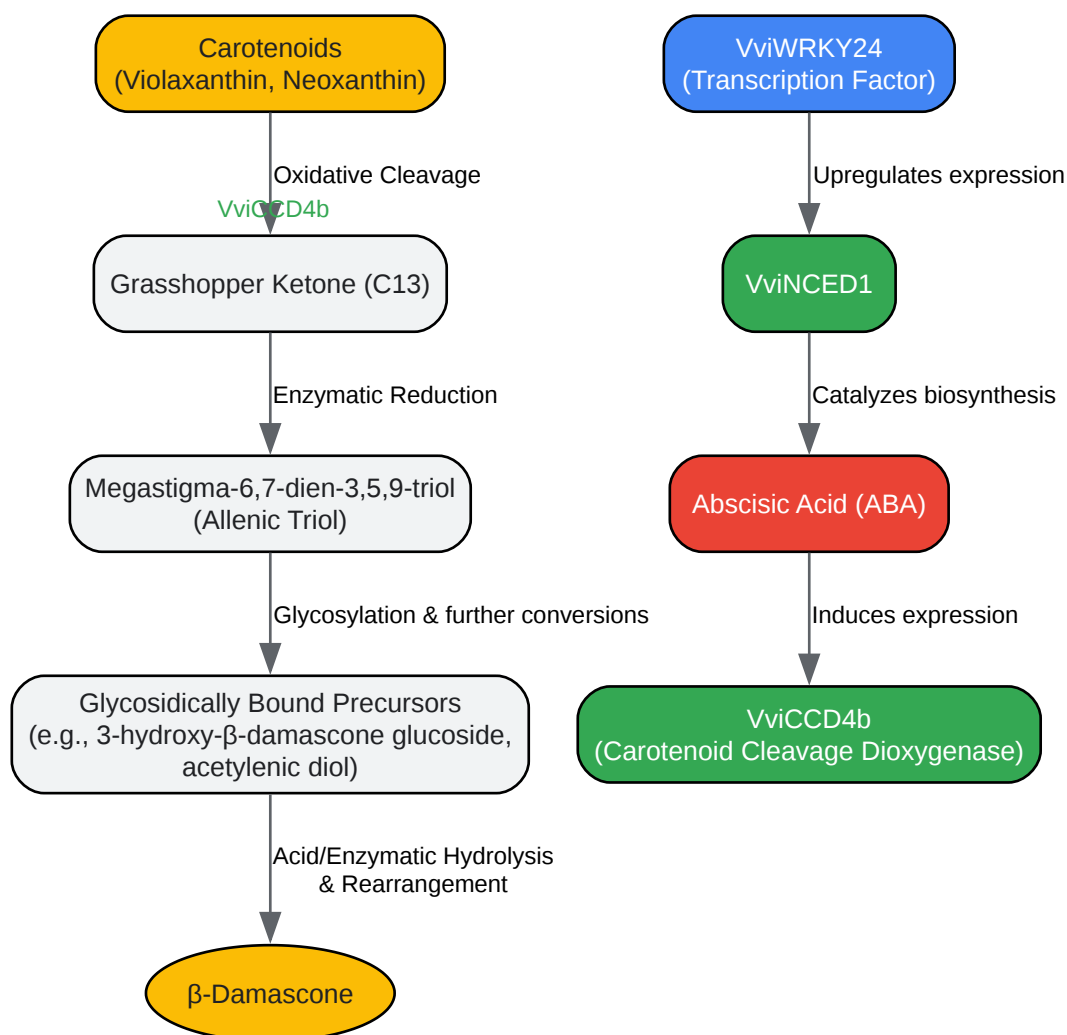 Carotenoids
(Violaxanthin, Neoxanthin)
Oxidative Cleavage
VviCCD4b
Grasshopper Ketone (C13)
Enzymatic Reduction
Megastigma-6,7-dien-3,5,9-triol
(Allenic Triol)
Glycosylation & further conversions
Glycosidically Bound Precursors
(e.g., 3-hydroxy-β-damascone glucoside,
acetylenic diol)
Acid/Enzymatic Hydrolysis
& Rearrangement
β-Damascone
VviWRKY24
(Transcription Factor)
Upregulates expression
VviNCED1
Catalyzes biosynthesis
Abscisic Acid (ABA)
Induces expression
VviCCD4b
(Carotenoid Cleavage Dioxygenase)